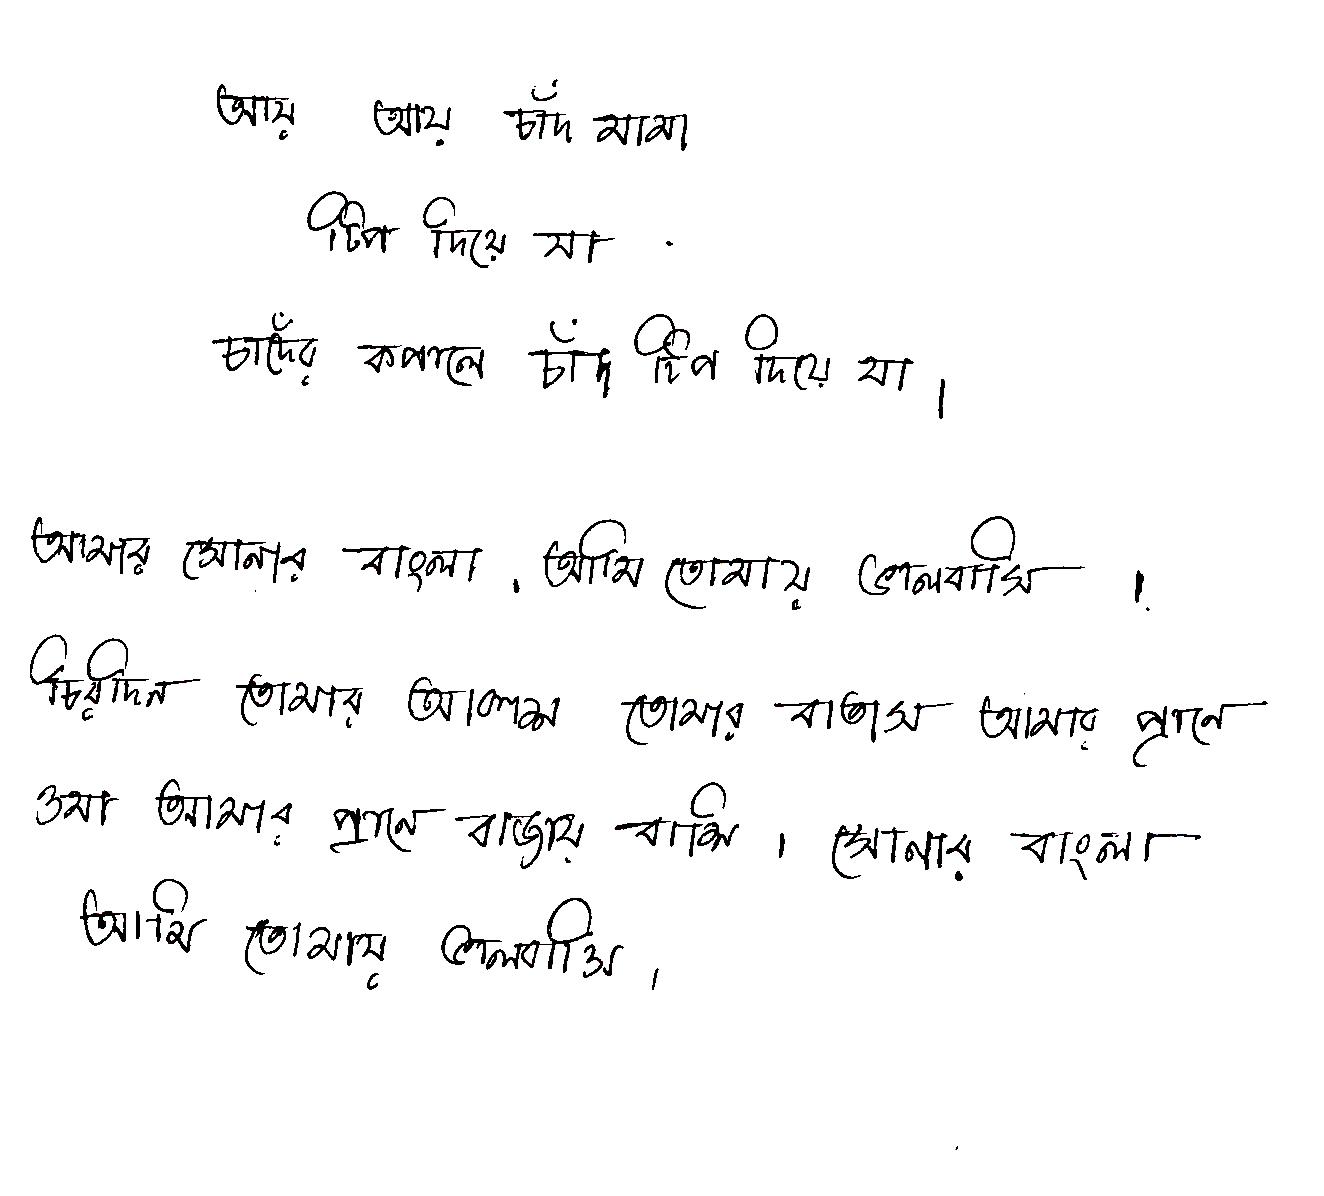 আয় আয় চাঁদ মামা
টিপ দিয়ে যা
চাদেঁর কপালে চাঁদ টিপ দিয়ে যা।
আমার সোনার বাংলা, আমি তোমায় ভালবাসি।
চিরদিন তোমার আকাশ তোমার বাতাস আমার প্রানে
ওমা আমার প্রানে বাজায় বাশি। সোনার বাংলা
আমি তোমায় ভালবাসি।